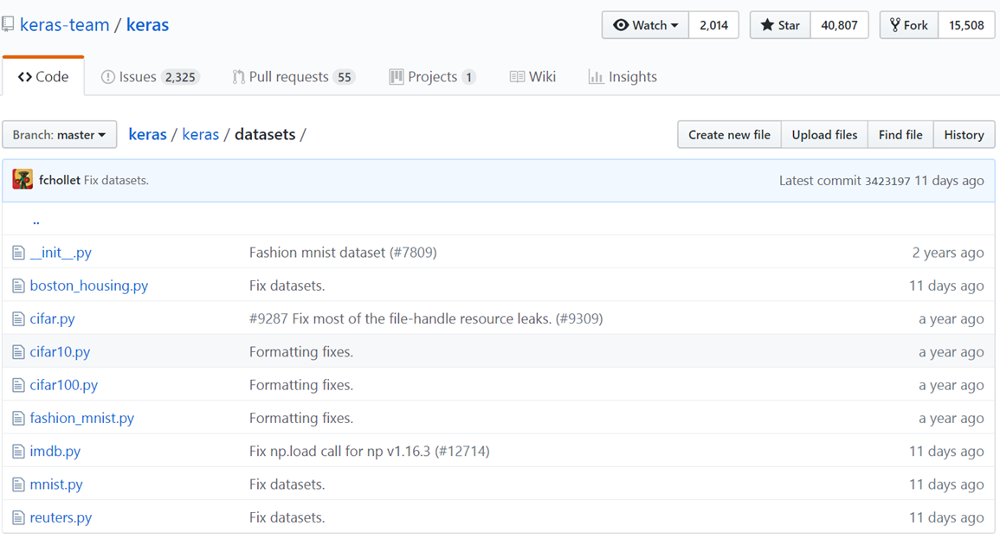 keras-team / keras Watch 2,014 Star 40,807 Fork 15,508
Code Issues 2,325 Pull requests 55 Projects 1 Wiki Insights
Branch: master keras / keras / datasets / Create new file Upload files Find file History
fchollet Fix datasets. Latest commit 3423197 11 days ago
..
__init__.py Fashion mnist dataset (#7809) 2 years ago
boston_housing.py Fix datasets. 11 days ago
cifar.py #9287 Fix most of the file-handle resource leaks. (#9309) a year ago
cifar10.py Formatting fixes. a year ago
cifar100.py Formatting fixes. a year ago
fashion_mnist.py Formatting fixes. a year ago
imdb.py Fix np.load call for np v1.16.3 (#12714) 11 days ago
mnist.py Fix datasets. 11 days ago
reuters.py Fix datasets. 11 days ago